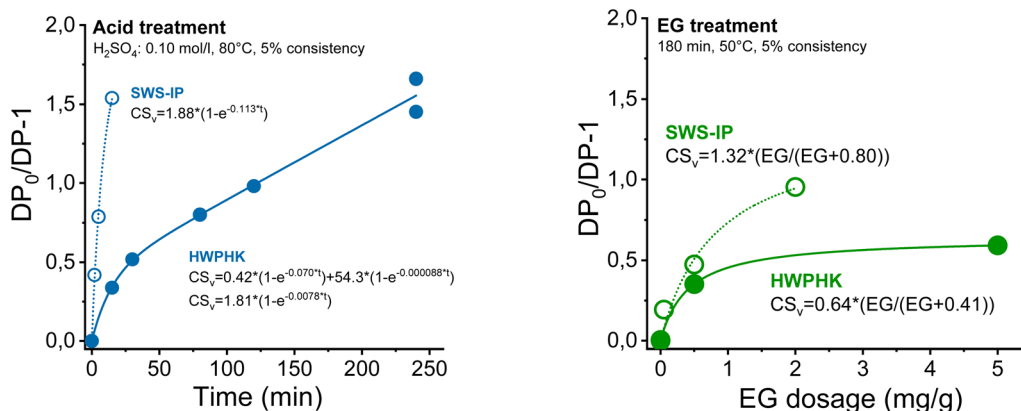 Acid treatment
H₂SO₄: 0.10 mol/l, 80°C, 5% consistency
SWS-IP
CSᵥ=1.88*(1-e^-0.113*t)
HWPHK
CSᵥ=0.42*(1-e^-0.070*t)+54.3*(1-e^-0.000088*t)
CSᵥ=1.81*(1-e^-0.0078*t)
DP₀/DP-1
2,0
1,5
1,0
0,5
0,0
0 50 100 150 200 250
Time (min)
EG treatment
180 min, 50°C, 5% consistency
SWS-IP
CSᵥ=1.32*(EG/(EG+0.80))
HWPHK
CSᵥ=0.64*(EG/(EG+0.41))
DP₀/DP-1
2,0
1,5
1,0
0,5
0,0
0 1 2 3 4 5
EG dosage (mg/g)